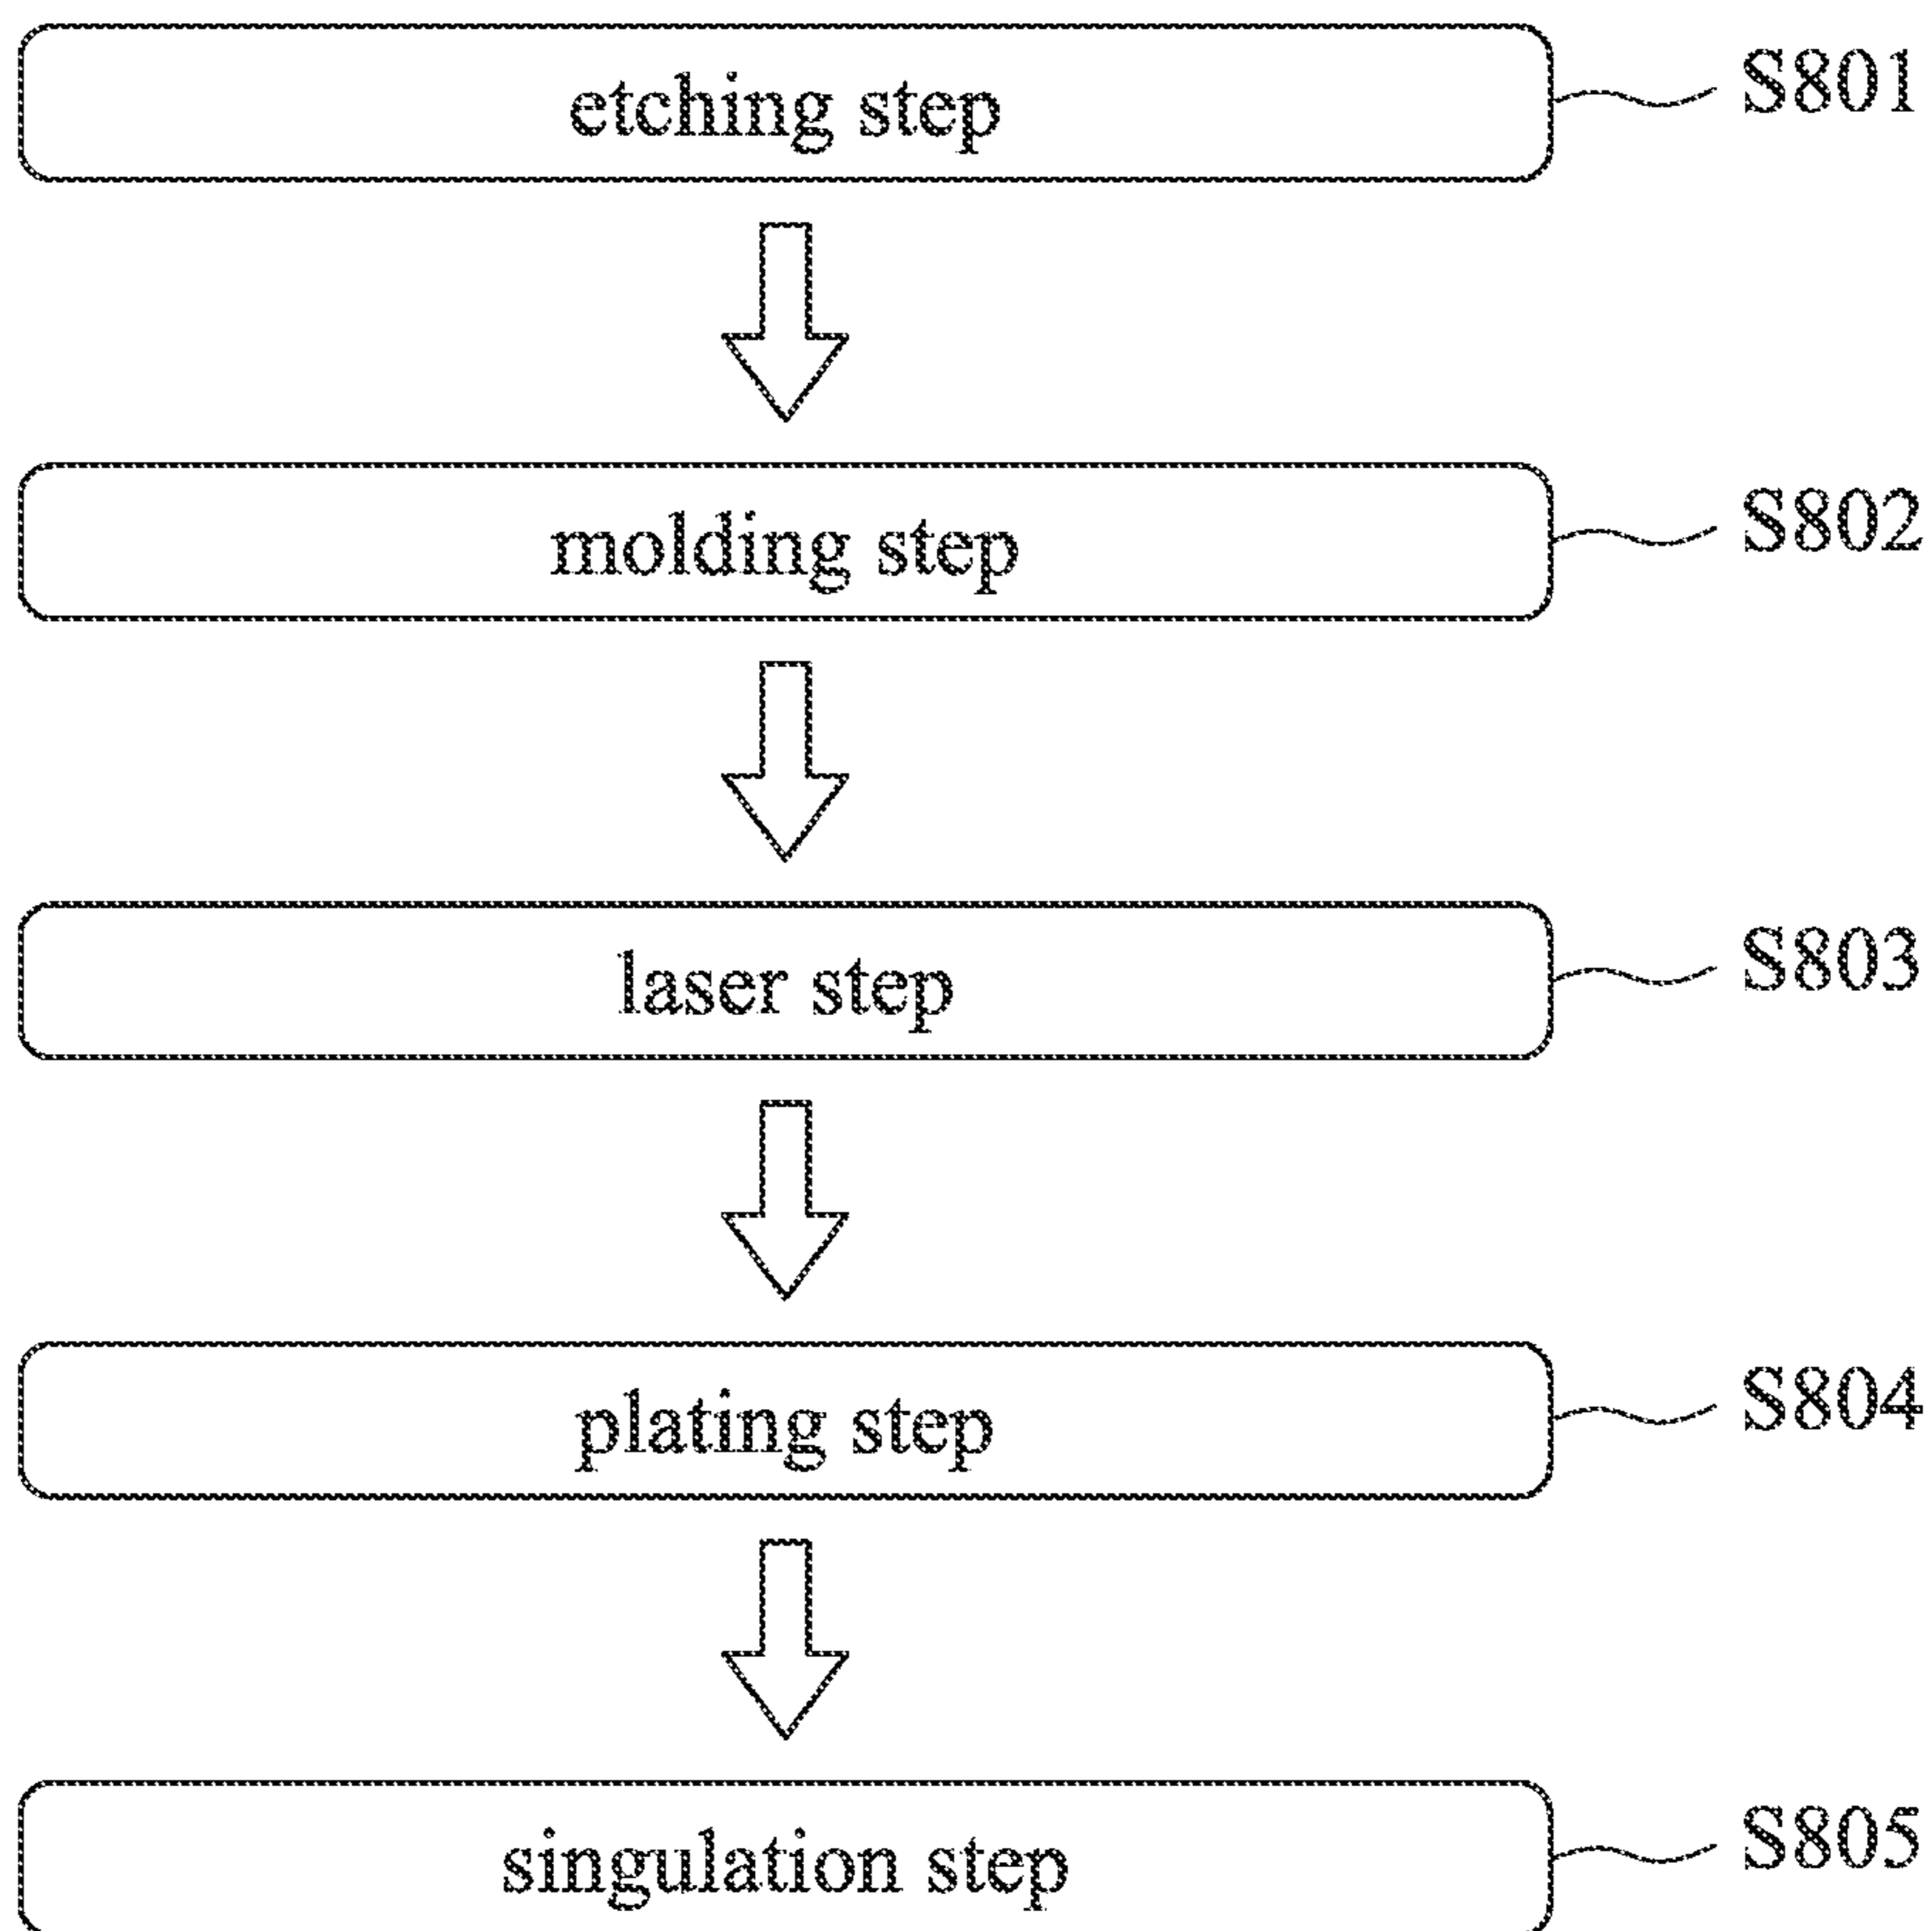 etching step S801
molding step S802
laser step S803
plating step S804
singulation step S805